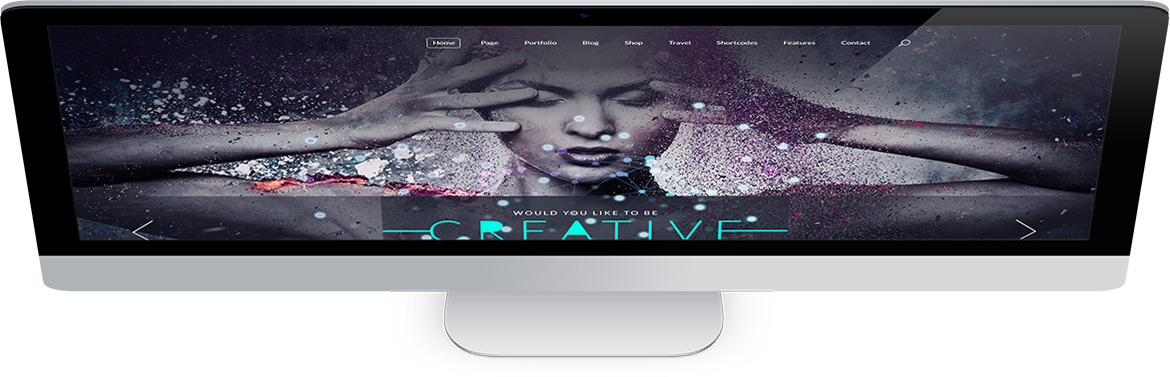 Home Page Portfolio Blog Shop Travel Shortcodes Features Contact
WOULD YOU LIKE TO BE
CREATIVE